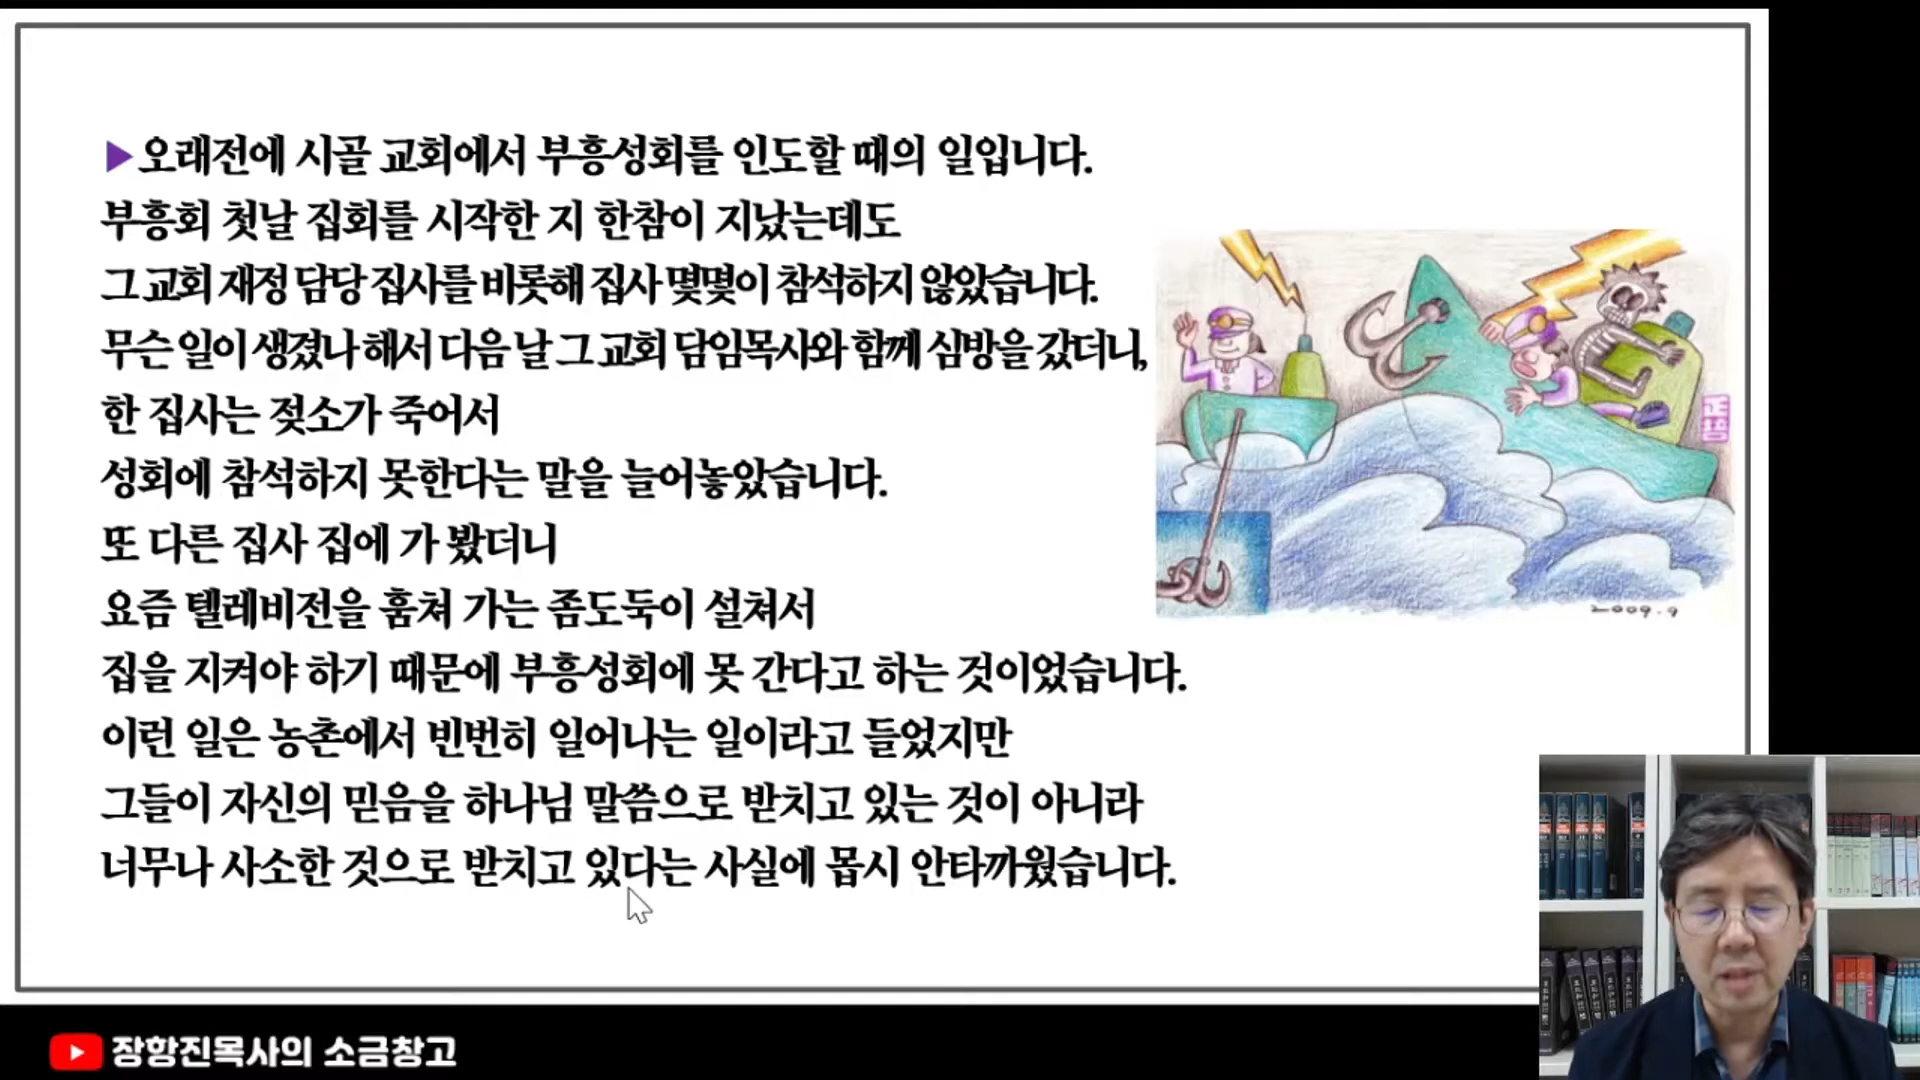 ▶오래전에 시골 교회에서 부흥성회를 인도할 때의 일입니다.
부흥회 첫날 집회를 시작한 지 한참이 지났는데도
그 교회 재정 담당 집사를 비롯해 집사 몇몇이 참석하지 않았습니다.
무슨 일이 생겼나 해서 다음 날 그 교회 담임목사와 함께 심방을 갔더니,
한 집사는 젖소가 죽어서
성회에 참석하지 못한다는 말을 늘어놓았습니다.
또 다른 집사 집에 가 봤더니
요즘 텔레비전을 훔쳐 가는 좀도둑이 설쳐서
집을 지켜야 하기 때문에 부흥성회에 못 간다고 하는 것이었습니다.
이런 일은 농촌에서 빈번히 일어나는 일이라고 들었지만
그들이 자신의 믿음을 하나님 말씀으로 받치고 있는 것이 아니라
너무나 사소한 것으로 받치고 있다는 사실에 몹시 안타까웠습니다.
2009.9
장항진목사의 소금창고